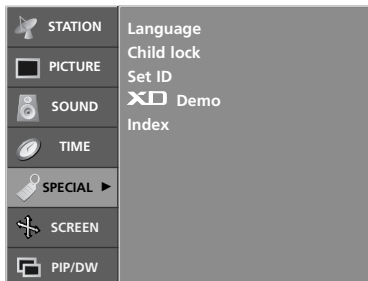 STATION
PICTURE
SOUND
TIME
SPECIAL ►
SCREEN
PIP/DW
Language
Child lock
Set ID
XD Demo
Index